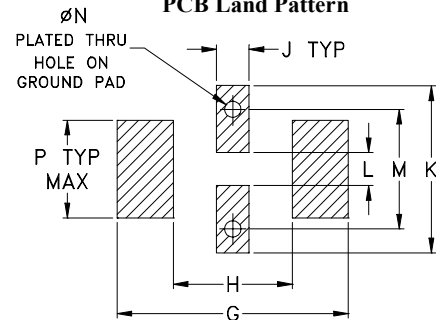 PCB Land Pattern
øN
PLATED THRU
HOLE ON
GROUND PAD
J TYP
P TYP
MAX
L
M
K
H
G